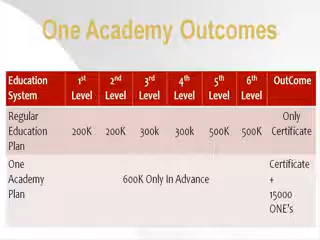 One Academy Outcomes
Education System 1st Level 2nd Level 3rd Level 4th Level 5th Level 6th Level OutCome
Regular Education Plan 200K 200K 300k 300k 500K 500K Only Certificate
One Academy Plan 600K Only In Advance Certificate + 15000 ONE's